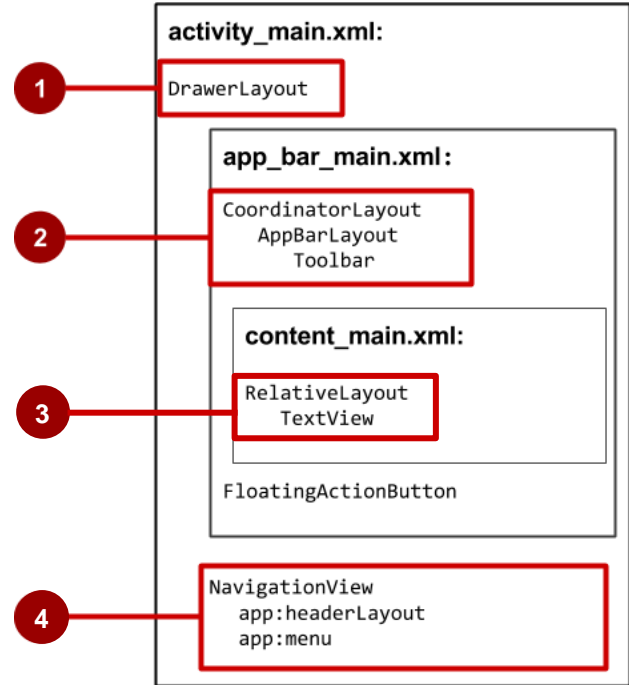 activity_main.xml:
1
DrawerLayout
app_bar_main.xml:
2
CoordinatorLayout
AppBarLayout
Toolbar
content_main.xml:
3
RelativeLayout
TextView
FloatingActionButton
4
NavigationView
app:headerLayout
app:menu